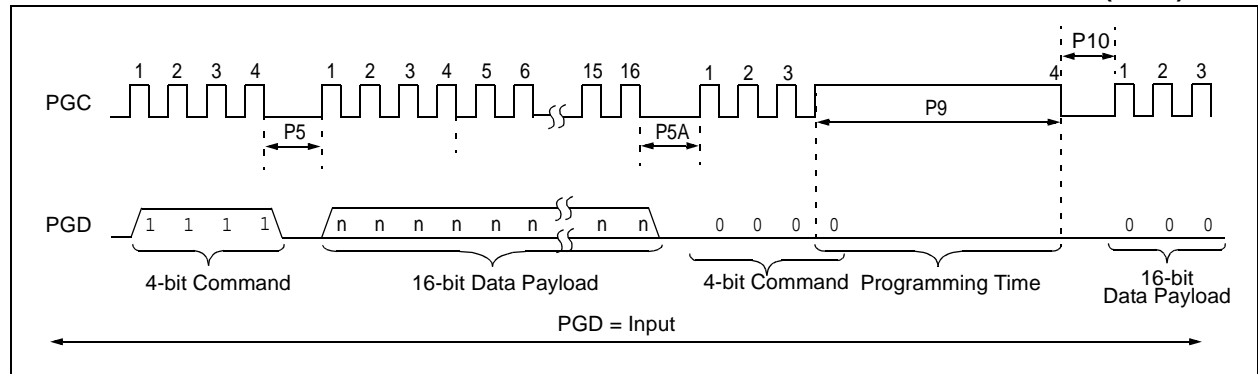 P10
1 2 3 4 1 2 3 4 5 6 15 16 1 2 3 4 1 2 3
PGC
P9
P5
P5A
PGD
1 1 1 1 n n n n n n n n 0 0 0 0 0 0 0
4-bit Command 16-bit Data Payload 4-bit Command Programming Time 16-bit
Data Payload
PGD = Input